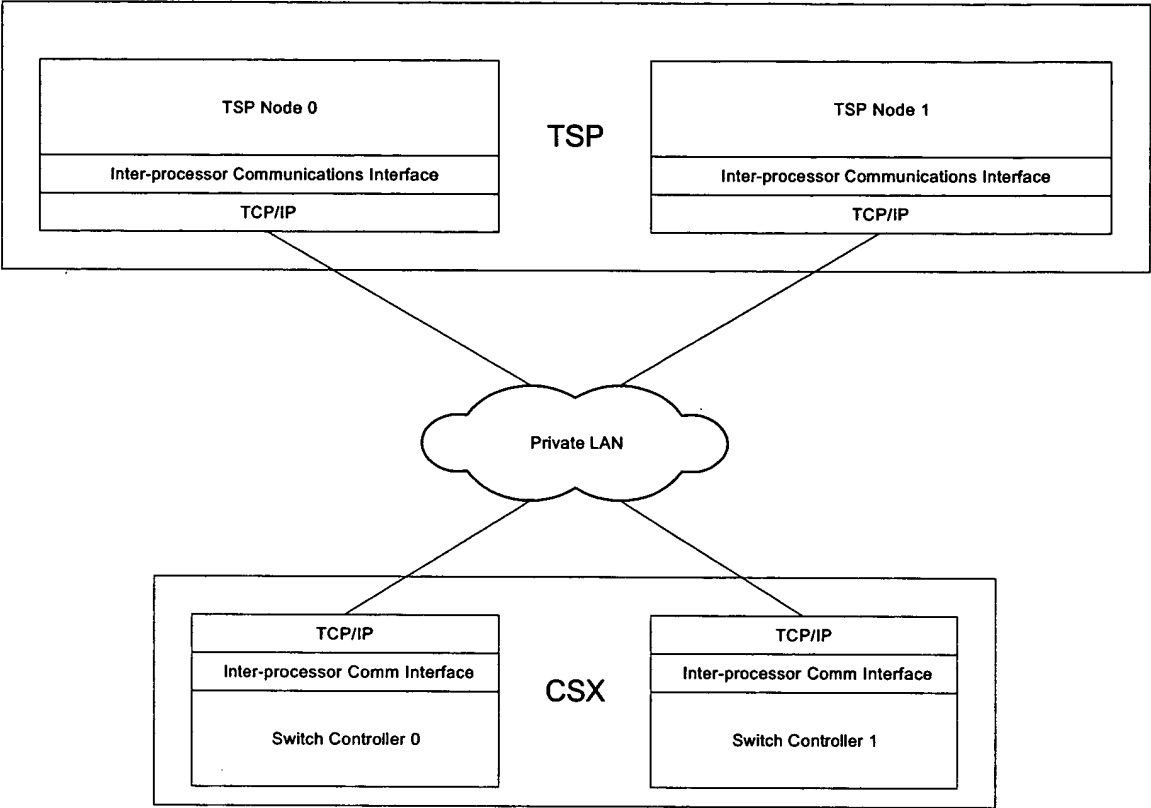 TSP Node 0
TSP
TSP Node 1
Inter-processor Communications Interface
Inter-processor Communications Interface
TCP/IP
TCP/IP
Private LAN
TCP/IP
TCP/IP
Inter-processor Comm Interface
Inter-processor Comm Interface
CSX
Switch Controller 0
Switch Controller 1